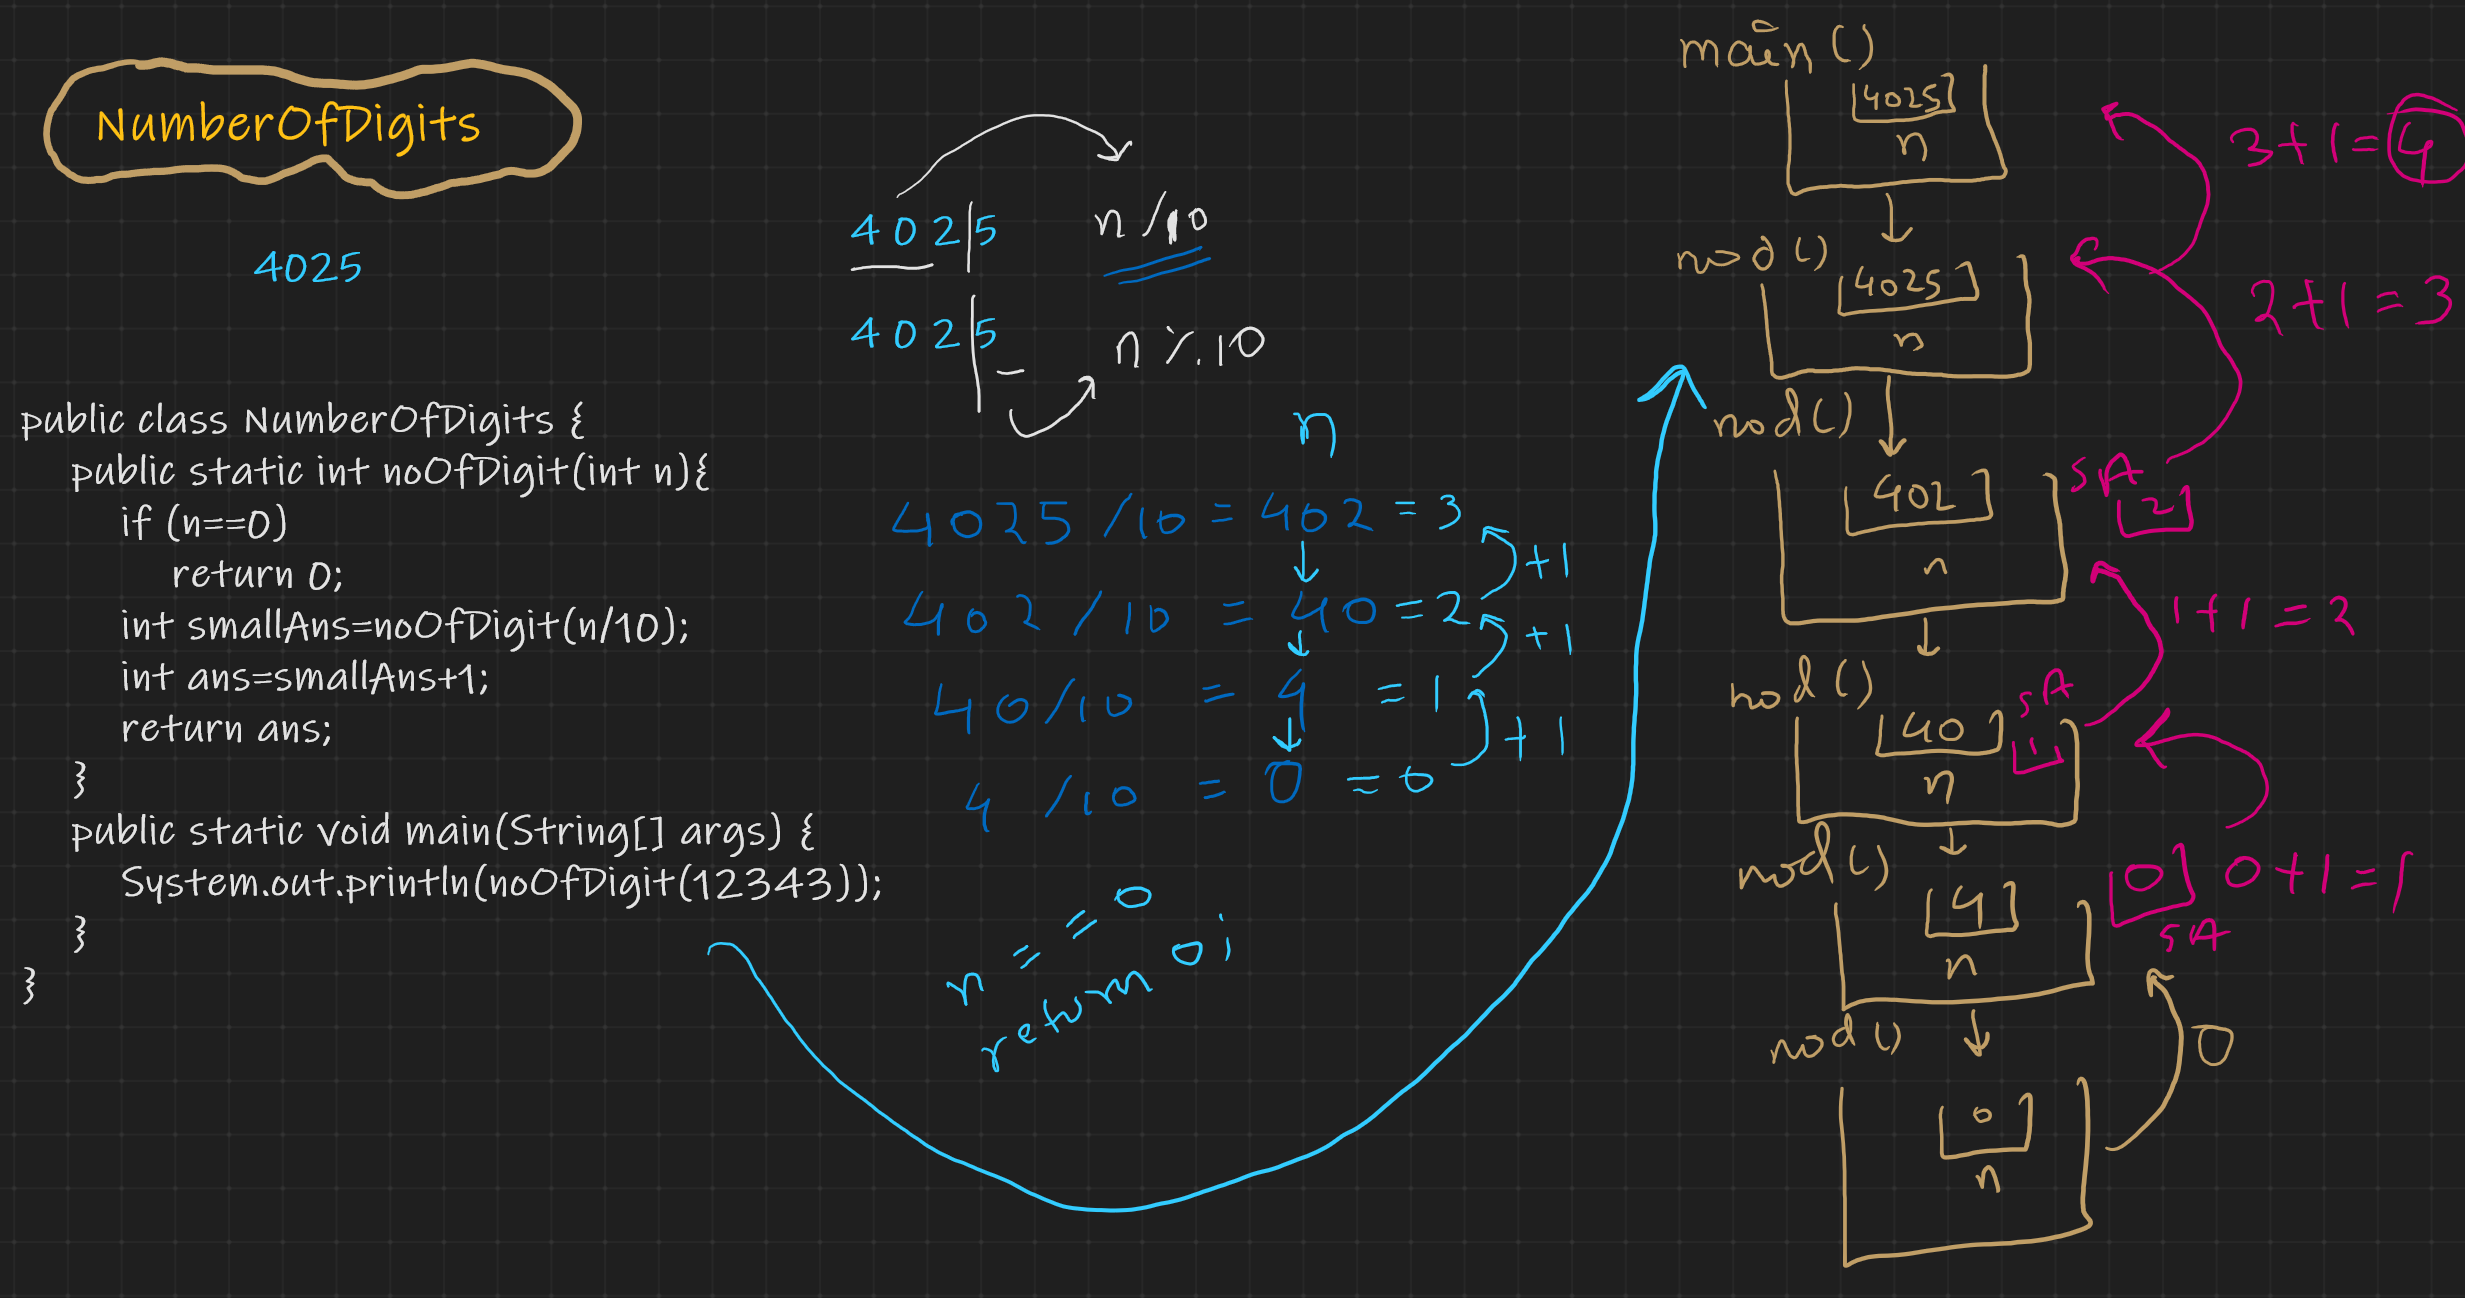 NumberOfDigits
4025
public class NumberOfDigits {
public static int noOfDigit(int n){
if (n==0)
return 0;
int smallAns=noOfDigit(n/10);
int ans=smallAns+1;
return ans;
}
public static void main(String[] args) {
System.out.println(noOfDigit(12343));
}
}
402|5 n/10
402|5 n%10
n
4025/10 = 402 = 3
+1
402/10 = 40 = 2
+1
40/10 = 4 = 1
+1
4/10 = 0 = 0
n==0
return 0;
main()
4025
n
3+1=4
nod()
4025
n
2+1=3
nod()
402
n
SA
2
1+1=2
nod()
40
n
SA
1
nod()
4
n
0 0+1=1
SA
nod()
0
n
0